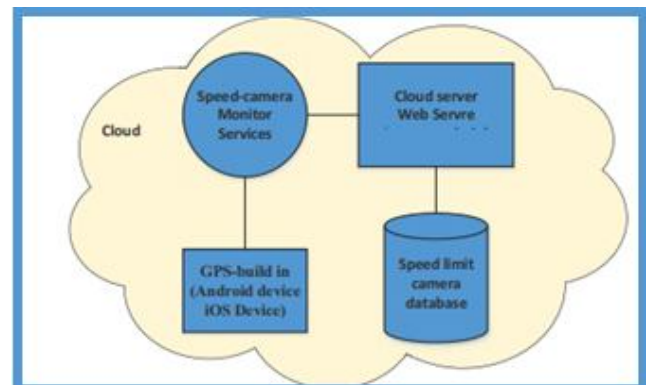 Speed-camera
Monitor
Services
Cloud server
Web Servre
Cloud
GPS-build in
(Android device
iOS Device)
Speed limit
camera
database